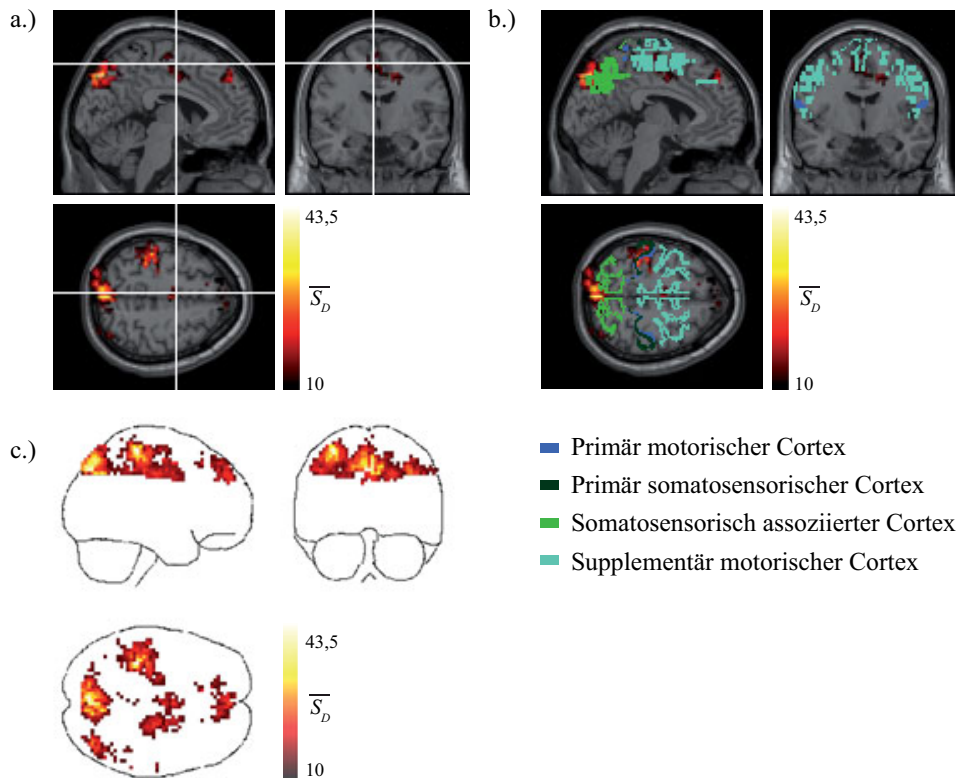 a.)
43,5
S_D
10
b.)
43,5
S_D
10
c.)
43,5
S_D
10
Primär motorischer Cortex
Primär somatosensorischer Cortex
Somatosensorisch assoziierter Cortex
Supplementär motorischer Cortex